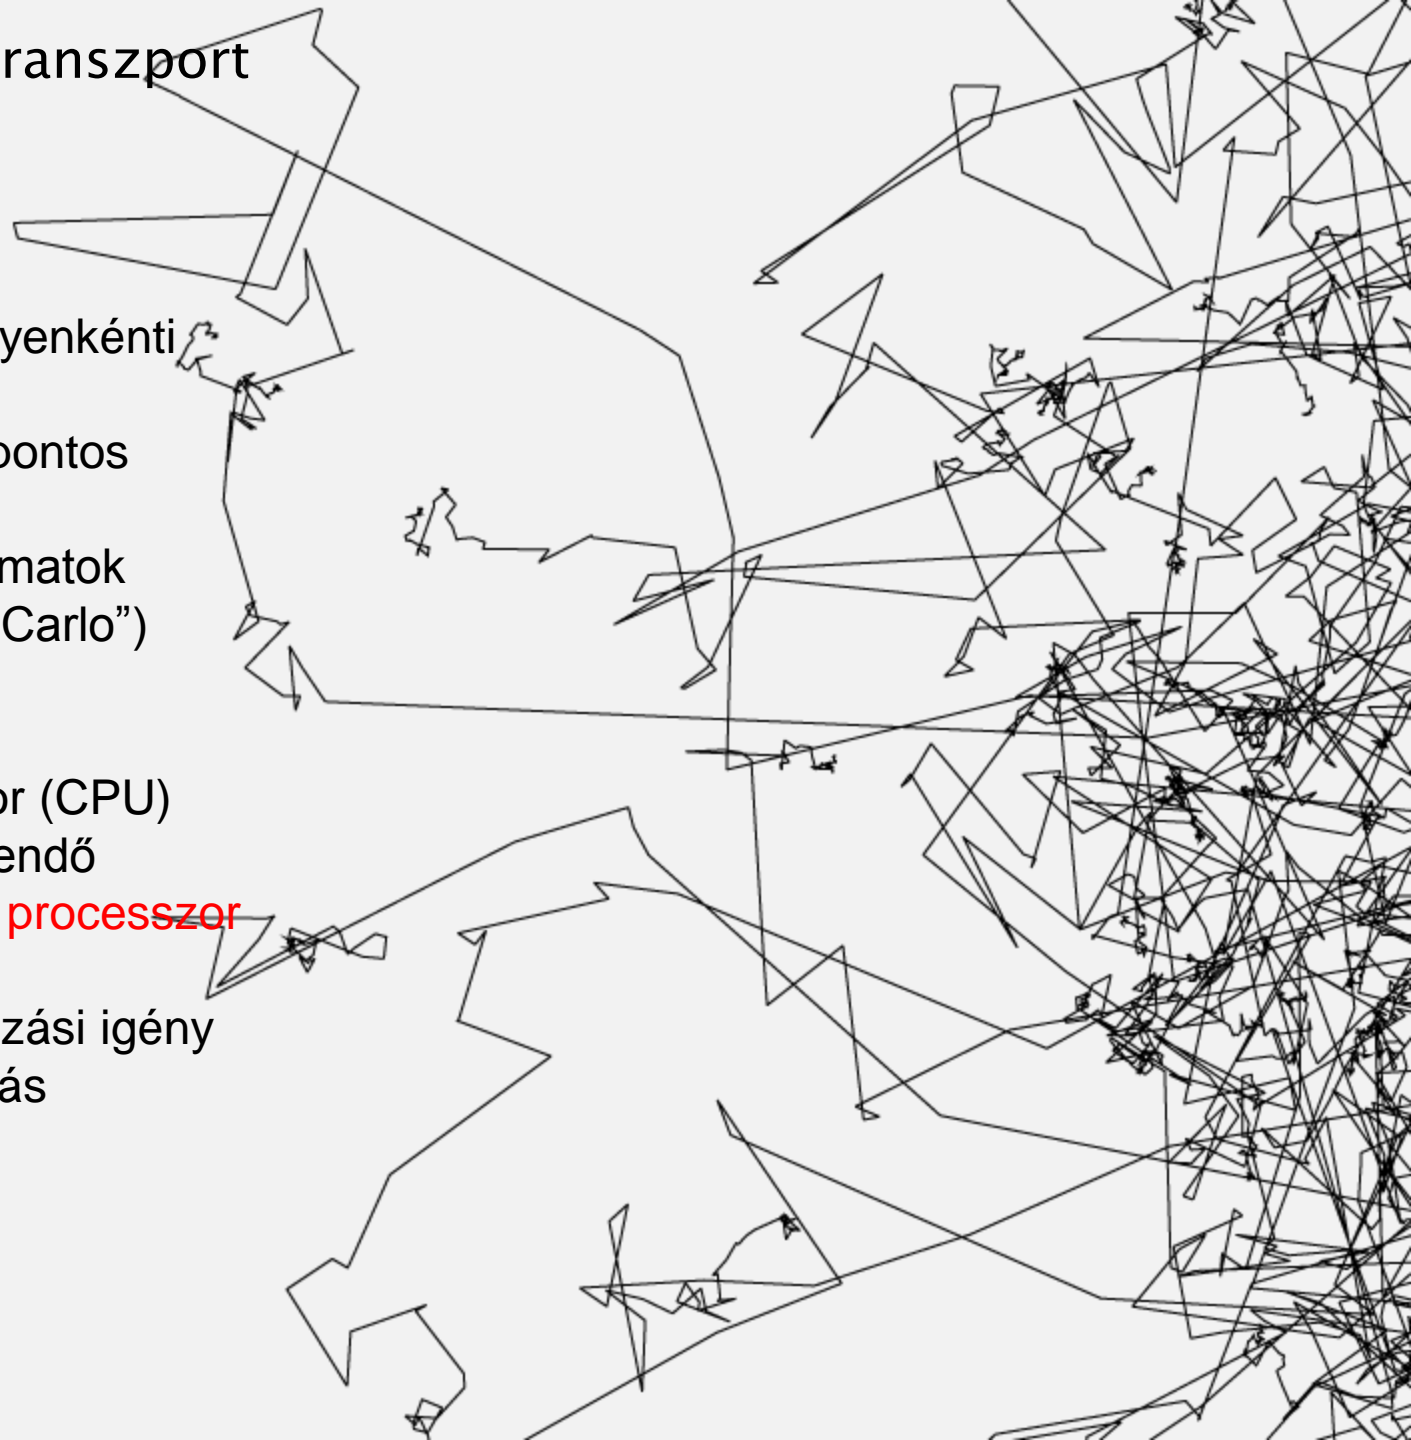 ranszport
yenkénti
pontos
matok
Carlo”)
or (CPU)
endő
processzor
zási igény
ás